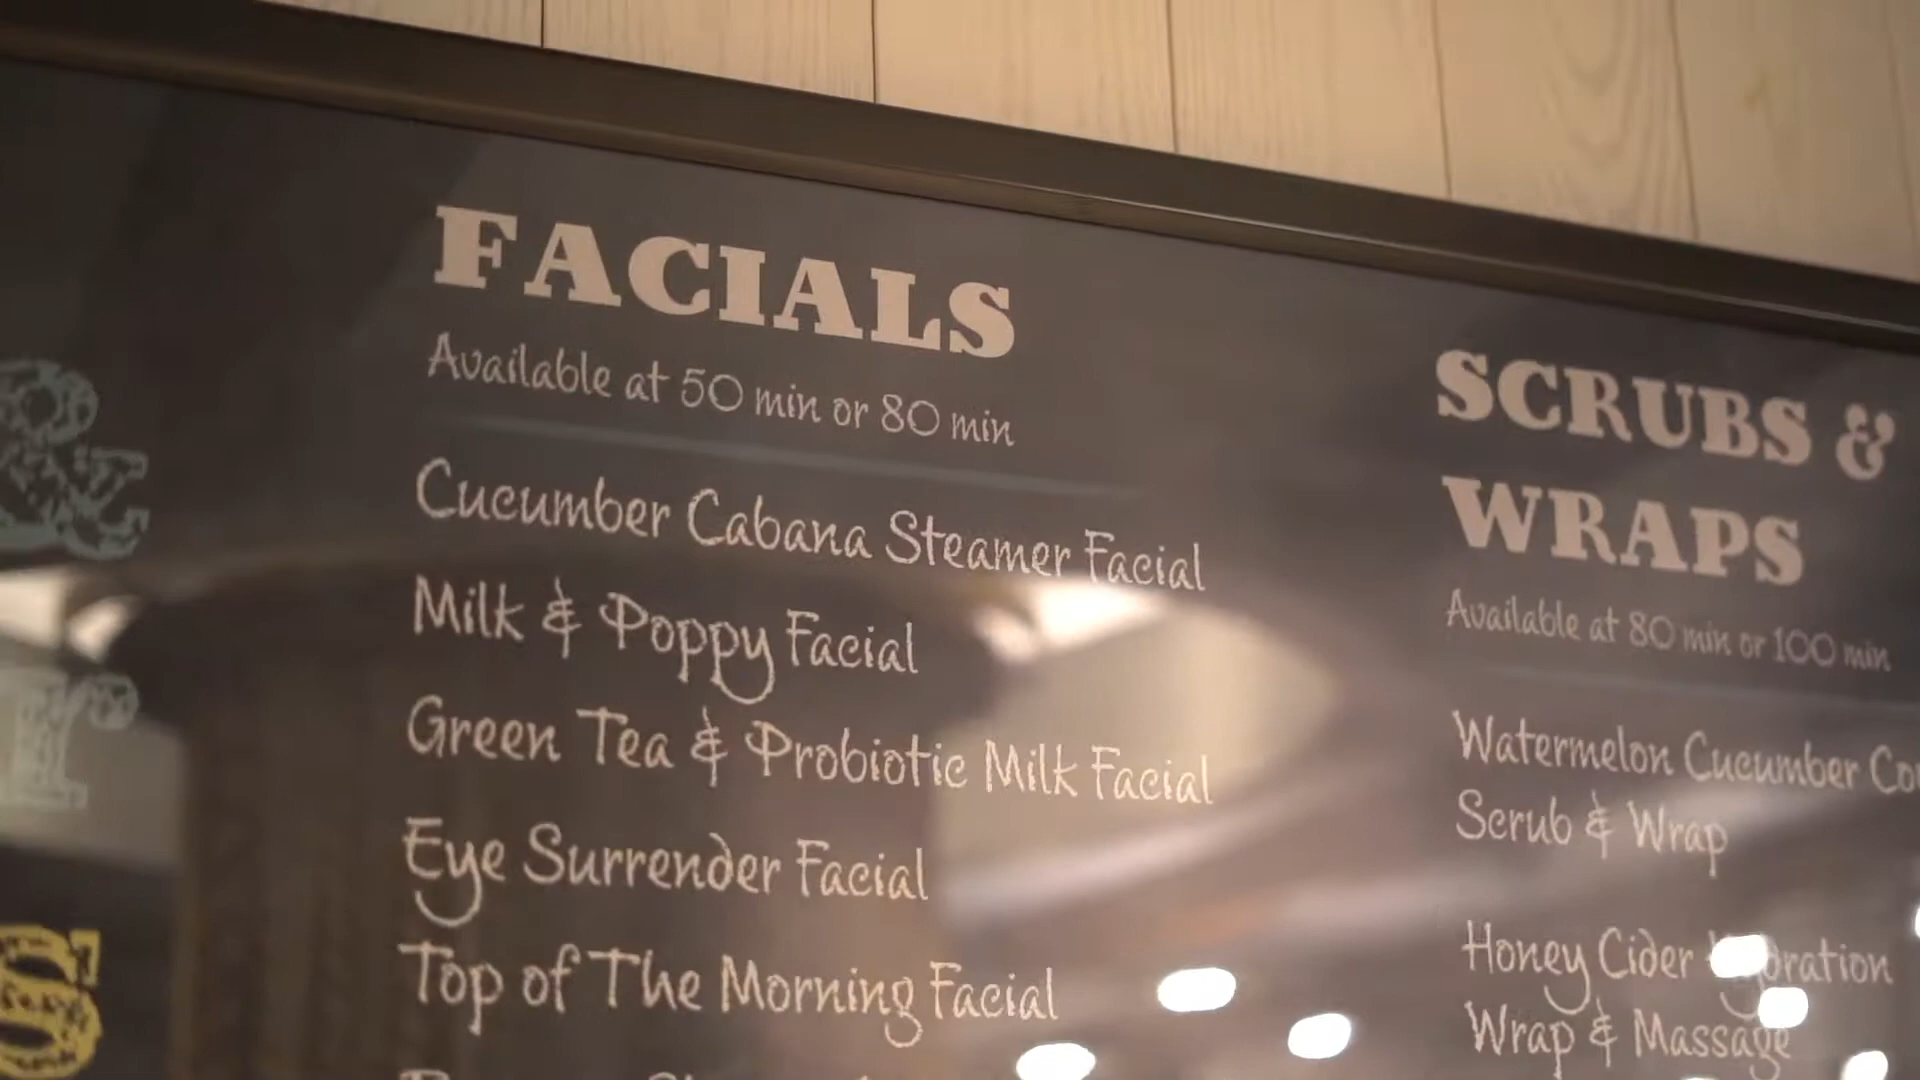 FACIALS
Available at 50 min or 80 min
Cucumber Cabana Steamer Facial
Milk & Poppy Facial
Green Tea & Probiotic Milk Facial
Eye Surrender Facial
Top of The Morning Facial
SCRUBS &
WRAPS
Available at 80 min or 100 min
Watermelon Cucumber
Scrub & Wrap
Honey Cider
Wrap & Massage
&
S